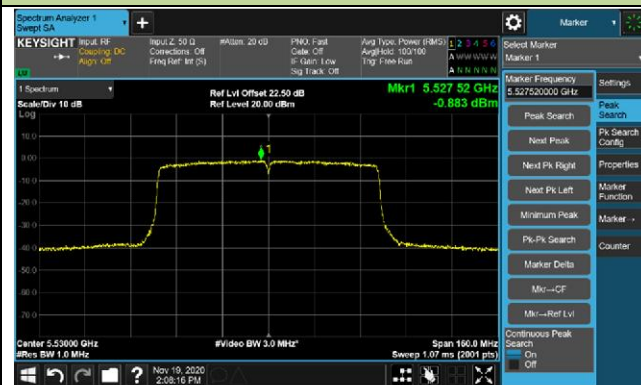 Spectrum Analyzer 1
Swept SA
+
Marker
KEYSIGHT
Input: RF
Coupling: DC
Align: Off
Input Z: 50 Ω
Corrections: Off
Freq Ref: Int (S)
#Atten: 20 dB
PNO: Fast
Gate: Off
IF Gain: Low
Sig Track: Off
Avg Type: Power (RMS)
Avg|Hold: 100/100
Trig: Free Run
1 2 3 4 5 6
A W W W W W
A N N N N N
LXI
Select Marker
Marker 1
1 Spectrum
Scale/Div 10 dB
Log
Ref Lvl Offset 22.50 dB
Ref Level 20.00 dBm
Mkr1 5.527 52 GHz
-0.883 dBm
1
10.0
0.00
-10.0
-20.0
-30.0
-40.0
-50.0
-60.0
-70.0
Center 5.53000 GHz
#Res BW 1.0 MHz
#Video BW 3.0 MHz*
Span 160.0 MHz
Sweep 1.07 ms (2001 pts)
Marker Frequency
5.527520000 GHz
Peak Search
Next Peak
Next Pk Right
Next Pk Left
Minimum Peak
Pk-Pk Search
Marker Delta
Mkr→CF
Mkr→Ref Lvl
Continuous Peak
Search
On
Off
Settings
Peak
Search
Pk Search
Config
Properties
Marker
Function
Marker→
Counter
?
Nov 19, 2020
2:08:16 PM